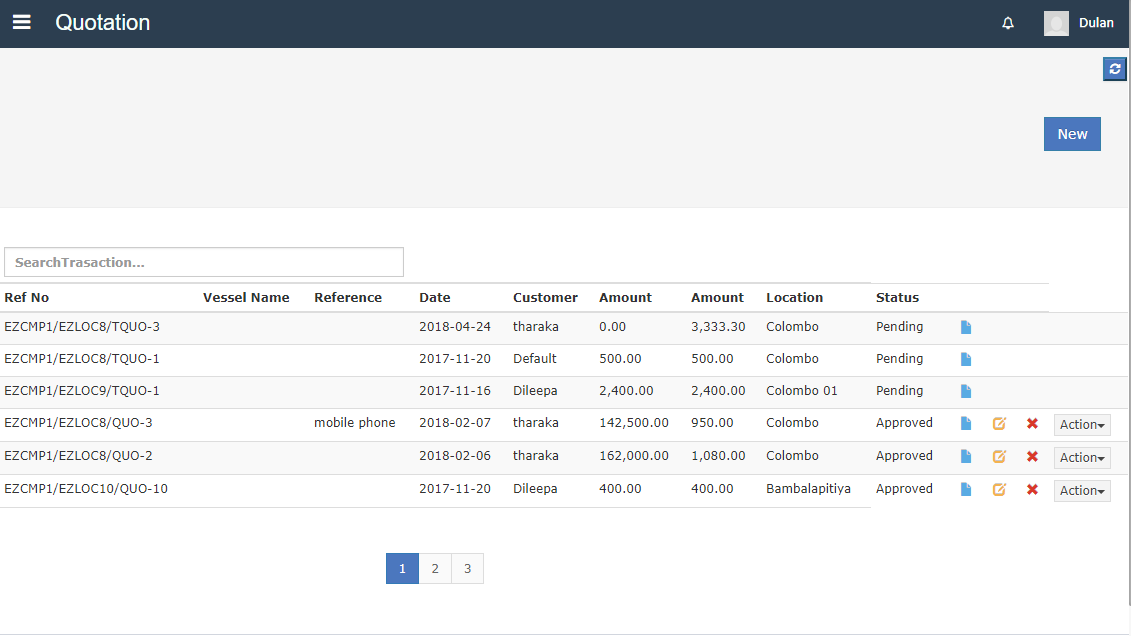 Quotation
Dulan
New
SearchTrasaction...
Ref No Vessel Name Reference Date Customer Amount Amount Location Status
EZCMP1/EZLOC8/TQUO-3 2018-04-24 tharaka 0.00 3,333.30 Colombo Pending
EZCMP1/EZLOC8/TQUO-1 2017-11-20 Default 500.00 500.00 Colombo Pending
EZCMP1/EZLOC9/TQUO-1 2017-11-16 Dileepa 2,400.00 2,400.00 Colombo 01 Pending
EZCMP1/EZLOC8/QUO-3 mobile phone 2018-02-07 tharaka 142,500.00 950.00 Colombo Approved Action
EZCMP1/EZLOC8/QUO-2 2018-02-06 tharaka 162,000.00 1,080.00 Colombo Approved Action
EZCMP1/EZLOC10/QUO-10 2017-11-20 Dileepa 400.00 400.00 Bambalapitiya Approved Action
1 2 3